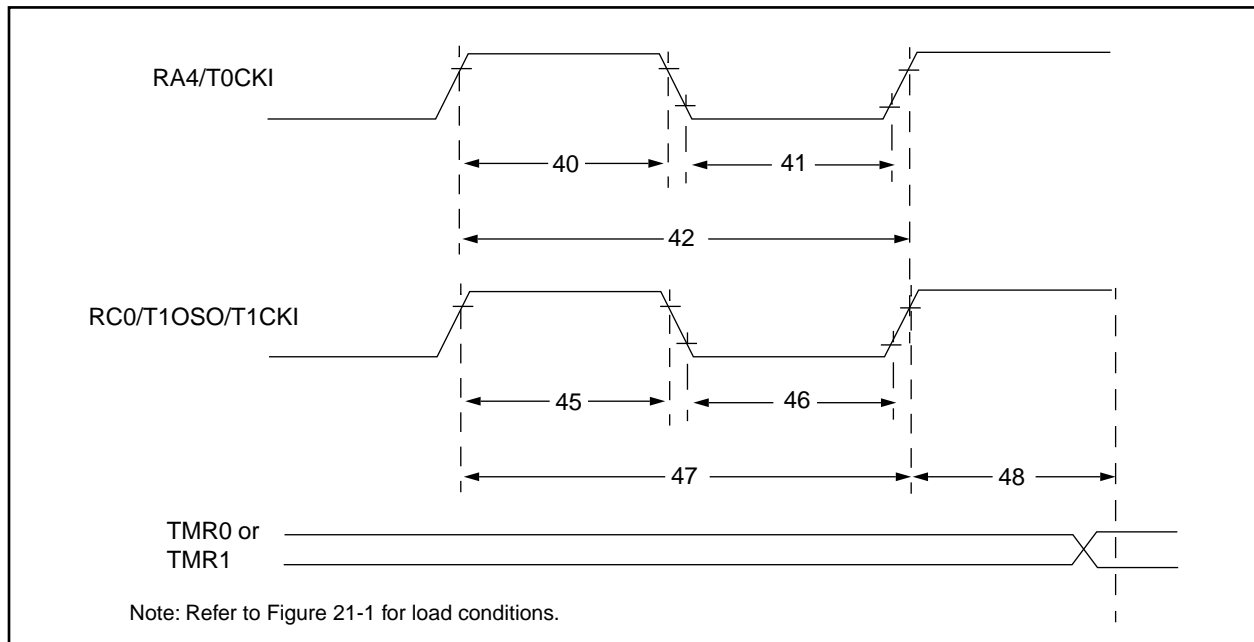 RA4/T0CKI
40
41
42
RC0/T1OSO/T1CKI
45
46
47
48
TMR0 or
TMR1
Note: Refer to Figure 21-1 for load conditions.